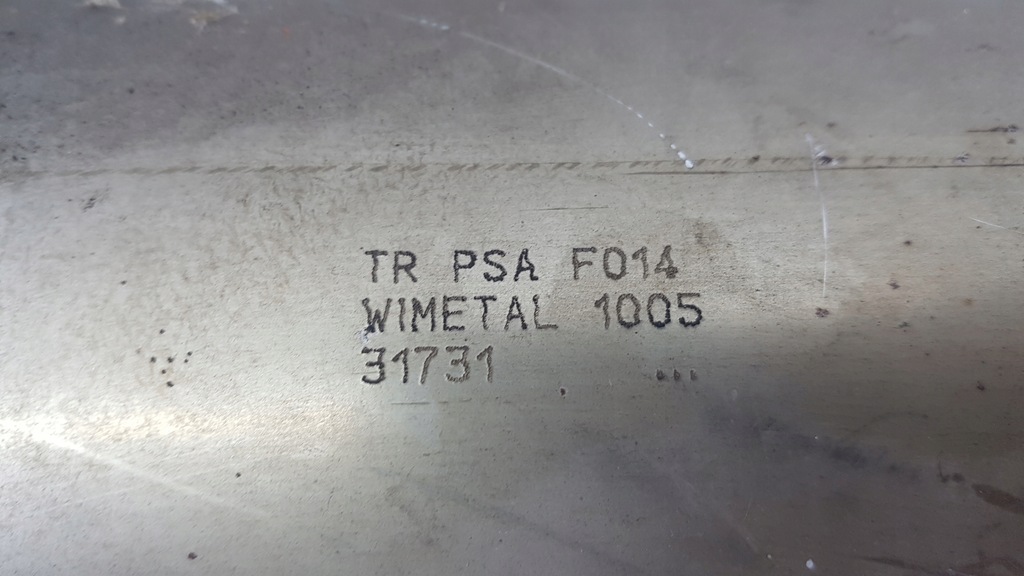 TR PSA F014
WIMETAL 1005
31731 ...